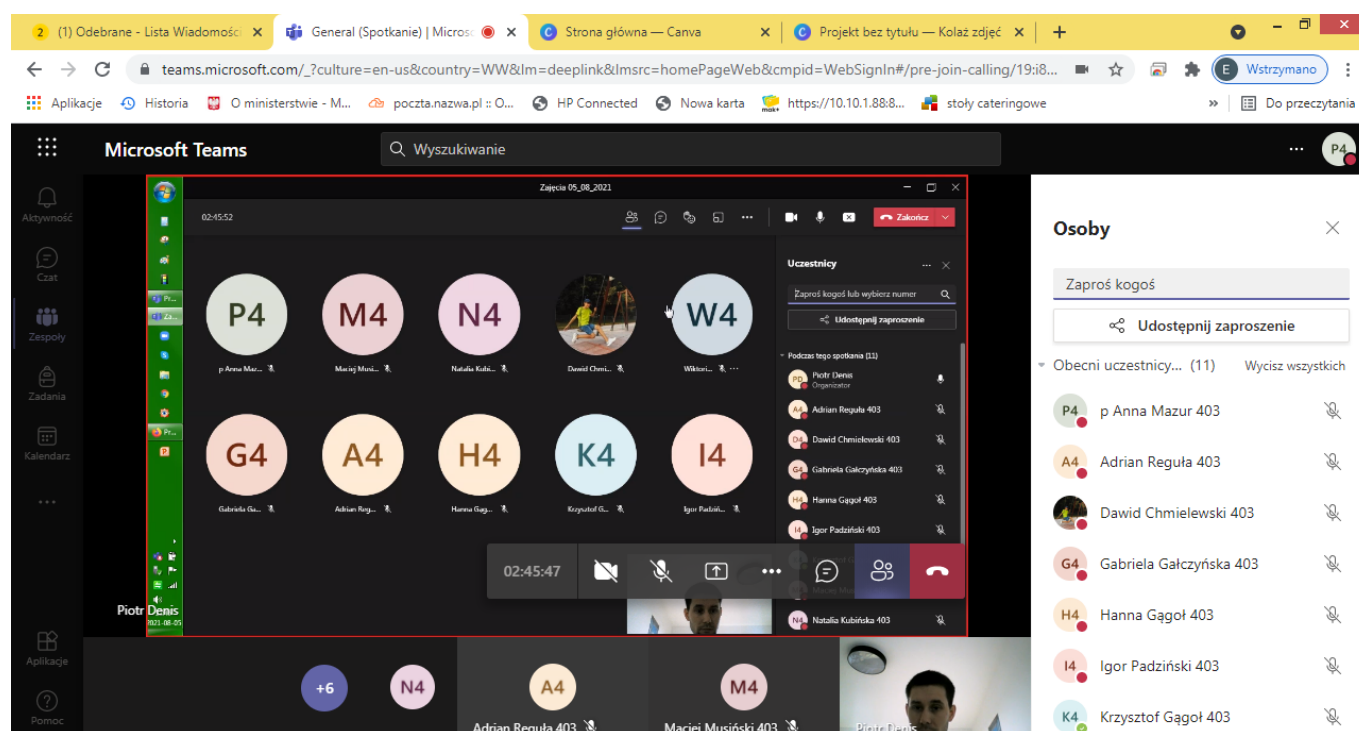 2 (1) Odebrane - Lista Wiadomości
General (Spotkanie) | Microso
Strona główna — Canva
Projekt bez tytułu — Kolaż zdjęć
teams.microsoft.com/_?culture=en-us&country=WW&lm=deeplink&lmsrc=homePageWeb&cmpid=WebSignIn#/pre-join-calling/19:i8...
E Wstrzymano
Aplikacje
Historia
O ministerstwie - M...
poczta.nazwa.pl :: O...
HP Connected
Nowa karta
https://10.10.1.88:8...
stoły cateringowe
»
Do przeczytania
Microsoft Teams
Wyszukiwanie
P4
Aktywność
Czat
Zespoły
Zadania
Kalendarz
Aplikacje
Pomoc
Zajęcia 05_08_2021
02:45:52
Zakończ
P4
M4
N4
W4
p Anna Maz...
Maciej Musi...
Natalia Kubi...
Dawid Chmi...
Wiktori...
G4
A4
H4
K4
I4
Gabriela Ga...
Adrian Reg...
Hanna Gąg...
Krzysztof G...
Igor Padziń...
Uczestnicy
Zaproś kogoś lub wybierz numer
Udostępnij zaproszenie
Podczas tego spotkania (11)
PD Piotr Denis
Organizator
A4 Adrian Reguła 403
D4 Dawid Chmielewski 403
G4 Gabriela Gałczyńska 403
H4 Hanna Gągoł 403
I4 Igor Padziński 403
N4 Natalia Kubińska 403
02:45:47
Piotr Denis
2021-08-05
+6
N4
A4
M4
Adrian Reguła 403
Maciej Musiński 403
Piotr Denis
Osoby
Zaproś kogoś
Udostępnij zaproszenie
Obecni uczestnicy... (11) Wycisz wszystkich
P4 p Anna Mazur 403
A4 Adrian Reguła 403
Dawid Chmielewski 403
G4 Gabriela Gałczyńska 403
H4 Hanna Gągoł 403
I4 Igor Padziński 403
K4 Krzysztof Gągoł 403